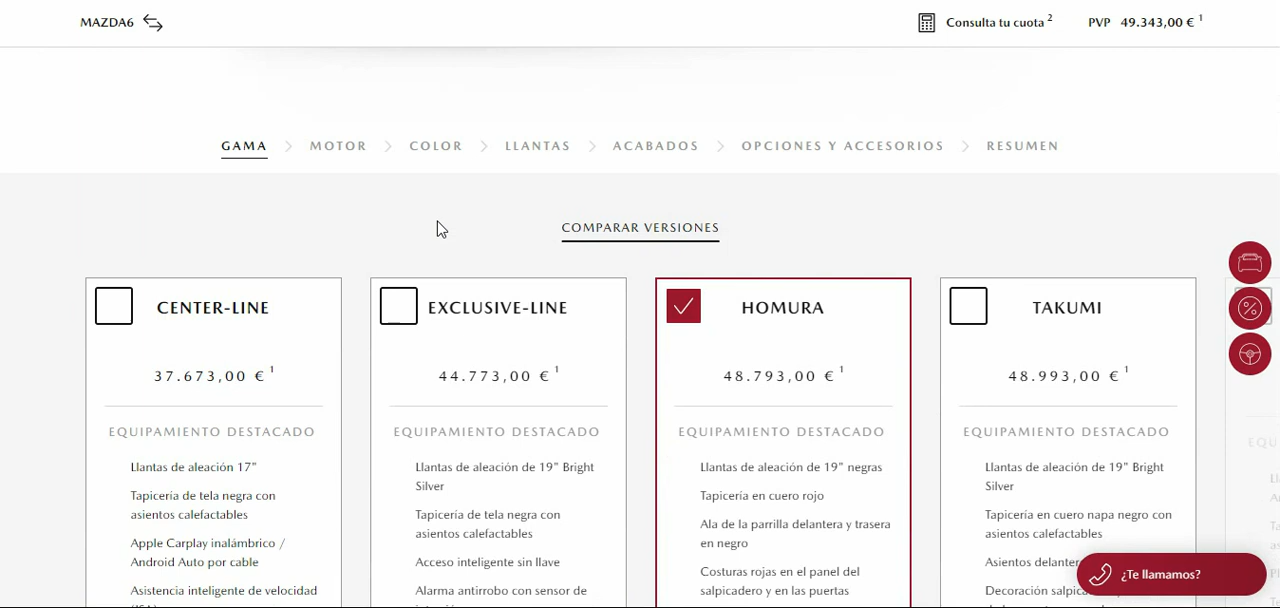 MAZDA6
Consulta tu cuota 2
PVP 49.343,00 € 1
GAMA
MOTOR
COLOR
LLANTAS
ACABADOS
OPCIONES Y ACCESORIOS
RESUMEN
COMPARAR VERSIONES
CENTER-LINE
37.673,00 € 1
EQUIPAMIENTO DESTACADO
Llantas de aleación 17"
Tapicería de tela negra con
asientos calefactables
Apple Carplay inalámbrico /
Android Auto por cable
Asistencia inteligente de velocidad
EXCLUSIVE-LINE
44.773,00 € 1
EQUIPAMIENTO DESTACADO
Llantas de aleación de 19" Bright
Silver
Tapicería de tela negra con
asientos calefactables
Acceso inteligente sin llave
Alarma antirrobo con sensor de
HOMURA
48.793,00 € 1
EQUIPAMIENTO DESTACADO
Llantas de aleación de 19" negras
Tapicería en cuero rojo
Ala de la parrilla delantera y trasera
en negro
Costuras rojas en el panel del
salpicadero y en las puertas
TAKUMI
48.993,00 € 1
EQUIPAMIENTO DESTACADO
Llantas de aleación de 19" Bright
Silver
Tapicería en cuero napa negro con
asientos calefactables
Asientos
Decoración
¿Te llamamos?